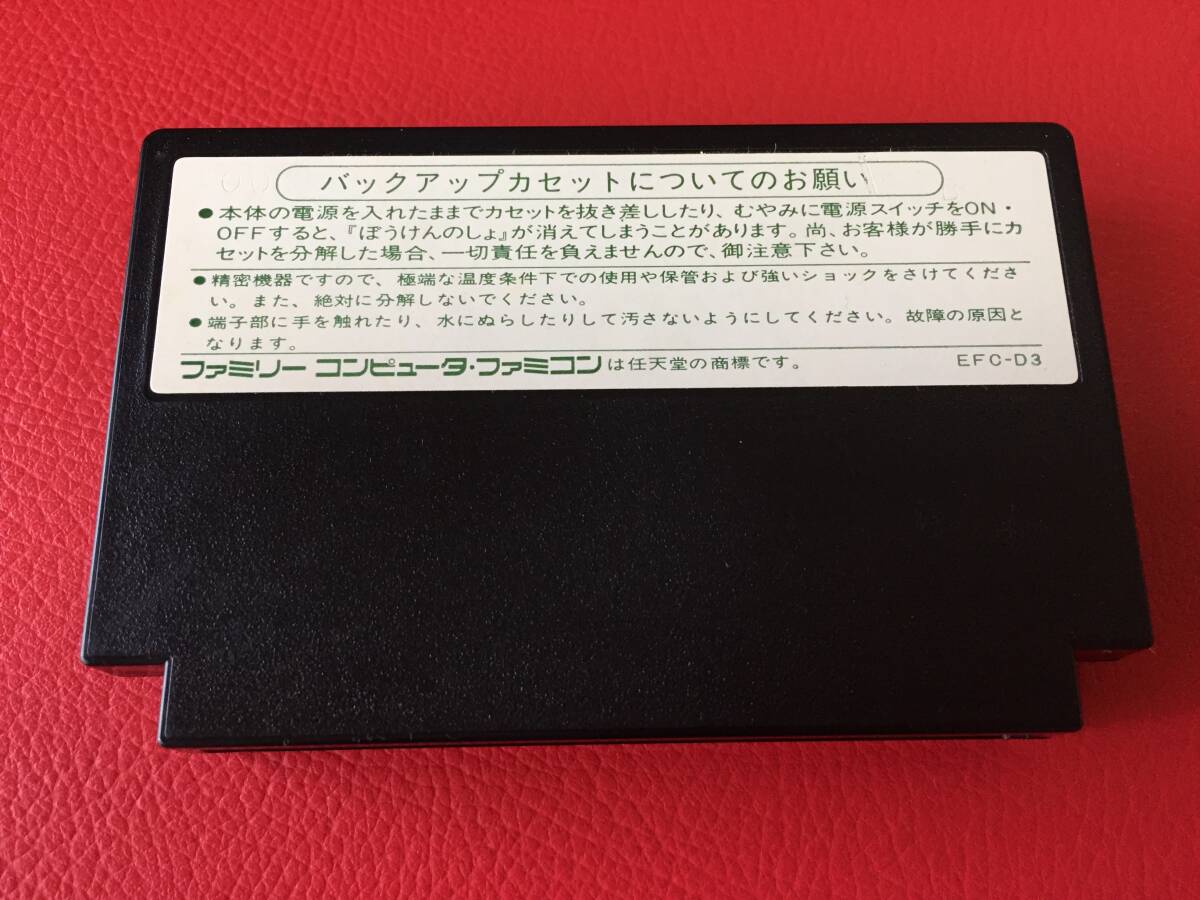 バックアップカセットについてのお願い
●本体の電源を入れたままでカセットを抜き差ししたり、むやみに電源スイッチをON・
OFFすると、『ぼうけんのしょ』が消えてしまうことがあります。尚、お客様が勝手にカ
セットを分解した場合、一切責任を負えませんので、御注意下さい。
●精密機器ですので、極端な温度条件下での使用や保管および強いショックをさけてくださ
い。また、絶対に分解しないでください。
●端子部に手を触れたり、水にぬらしたりして汚さないようにしてください。故障の原因と
なります。
ファミリーコンピュータ・ファミコンは任天堂の商標です。 EFC-D3